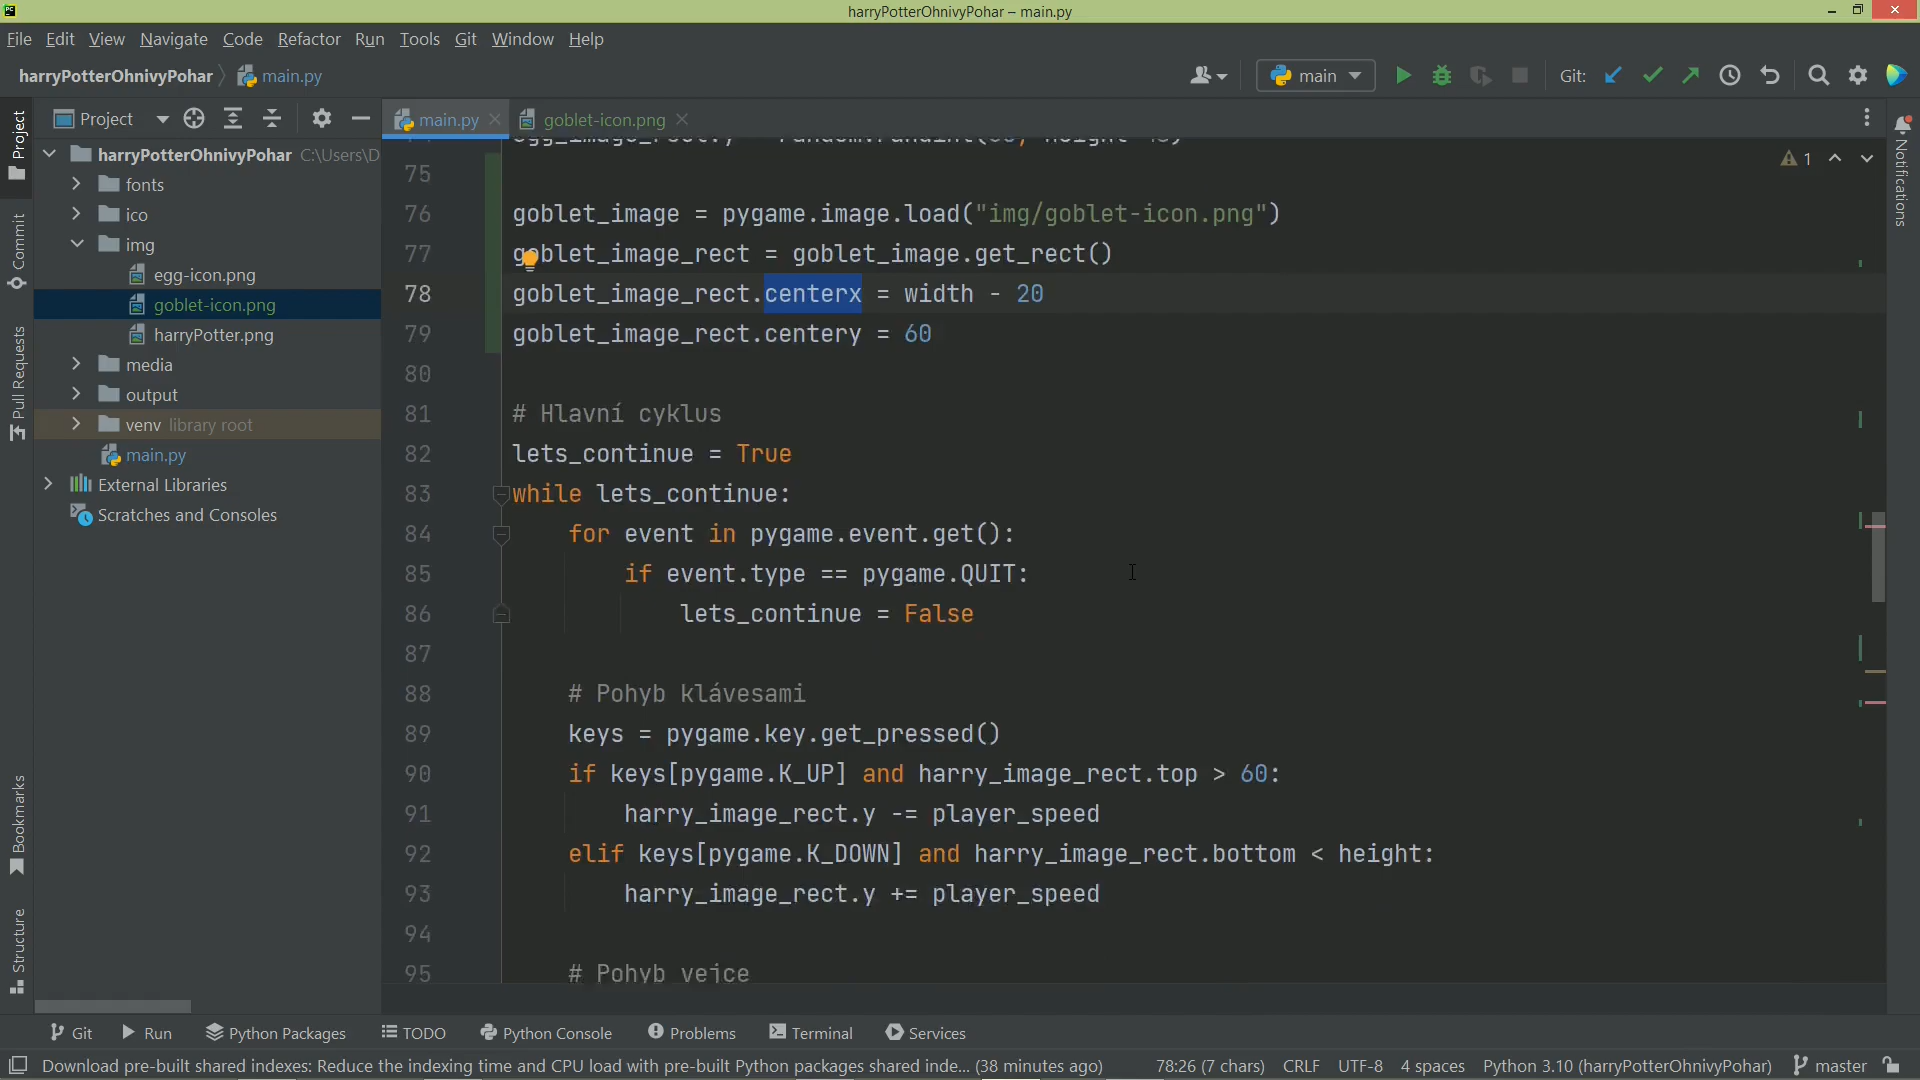 harryPotterOhnivyPohar – main.py
File Edit View Navigate Code Refactor Run Tools Git Window Help
harryPotterOhnivyPohar main.py
main
Git:
Project
main.py
goblet-icon.png
Project
Commit
Pull Requests
Bookmarks
Structure
Notifications
harryPotterOhnivyPohar C:\Users\D
fonts
ico
img
egg-icon.png
goblet-icon.png
harryPotter.png
media
output
venv library root
main.py
External Libraries
Scratches and Consoles
1
75
76 goblet_image = pygame.image.load("img/goblet-icon.png")
77 goblet_image_rect = goblet_image.get_rect()
78 goblet_image_rect.centerx = width - 20
79 goblet_image_rect.centery = 60
80
81 # Hlavní cyklus
82 lets_continue = True
83 while lets_continue:
84 for event in pygame.event.get():
85 if event.type == pygame.QUIT:
86 lets_continue = False
87
88 # Pohyb klávesami
89 keys = pygame.key.get_pressed()
90 if keys[pygame.K_UP] and harry_image_rect.top > 60:
91 harry_image_rect.y -= player_speed
92 elif keys[pygame.K_DOWN] and harry_image_rect.bottom < height:
93 harry_image_rect.y += player_speed
94
95 # Pohyb vejce
Git Run Python Packages TODO Python Console Problems Terminal Services
Download pre-built shared indexes: Reduce the indexing time and CPU load with pre-built Python packages shared inde... (38 minutes ago) 78:26 (7 chars) CRLF UTF-8 4 spaces Python 3.10 (harryPotterOhnivyPohar) master